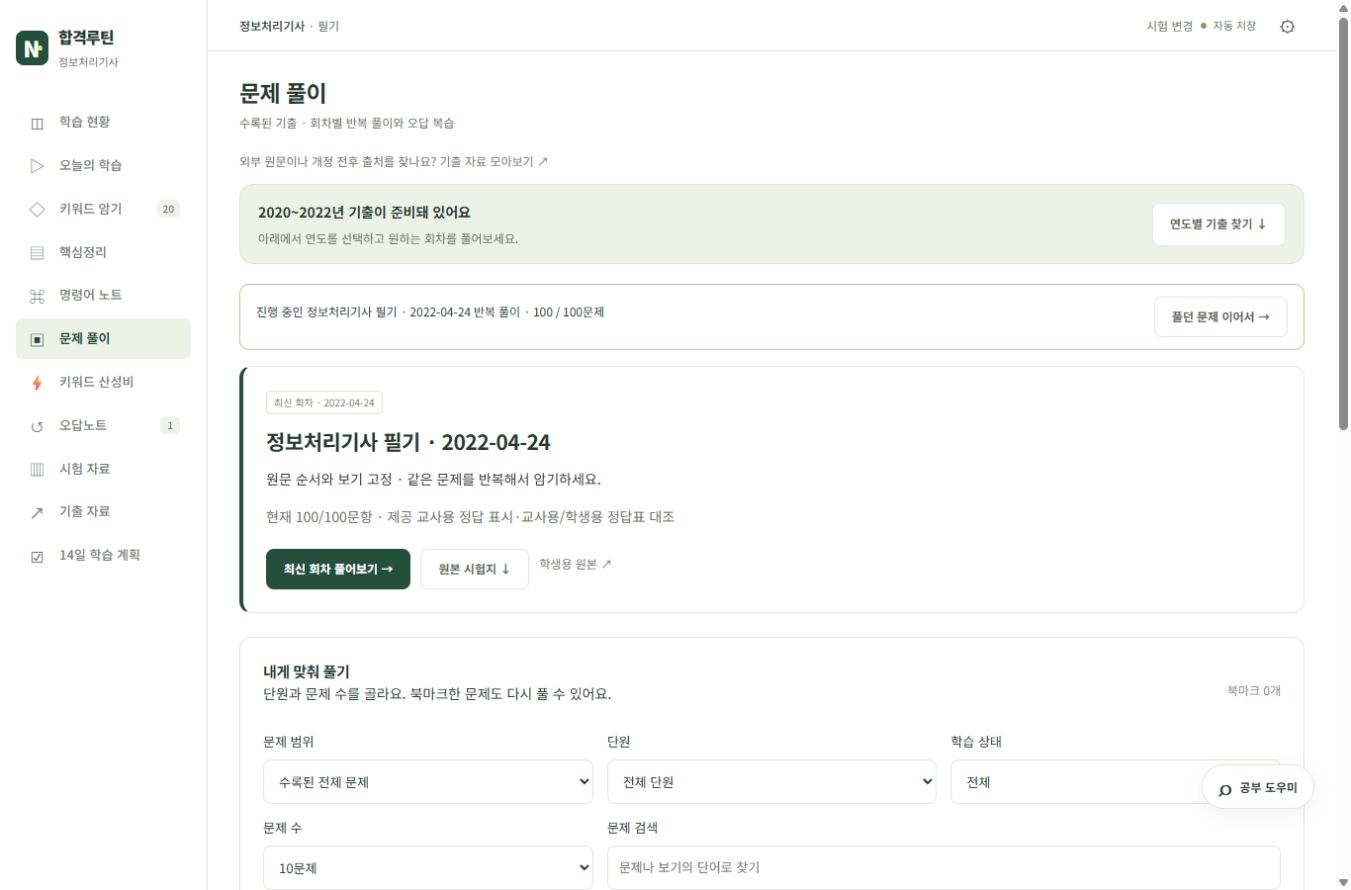 합격루틴
정보처리기사
학습 현황
오늘의 학습
키워드 암기 20
핵심정리
명령어 노트
문제 풀이
키워드 산성비
오답노트 1
시험 자료
기출 자료
14일 학습 계획
정보처리기사 · 필기
시험 변경 ● 자동 저장
문제 풀이
수록된 기출 · 회차별 반복 풀이와 오답 복습
외부 원문이나 개정 전후 출처를 찾나요? 기출 자료 모아보기 ↗
2020~2022년 기출이 준비돼 있어요
아래에서 연도를 선택하고 원하는 회차를 풀어보세요.
연도별 기출 찾기 ↓
진행 중인 정보처리기사 필기 · 2022-04-24 반복 풀이 · 100 / 100문제
풀던 문제 이어서 →
최신 회차 · 2022-04-24
정보처리기사 필기 · 2022-04-24
원문 순서와 보기 고정 · 같은 문제를 반복해서 암기하세요.
현재 100/100문항 · 제공 교사용 정답 표시·교사용/학생용 정답표 대조
최신 회차 풀어보기 →
원본 시험지 ↓
학생용 원본 ↗
내게 맞춰 풀기
단원과 문제 수를 골라요. 북마크한 문제도 다시 풀 수 있어요.
북마크 0개
문제 범위
단원
학습 상태
수록된 전체 문제
전체 단원
전체
공부 도우미
문제 수
문제 검색
10문제
문제나 보기의 단어로 찾기